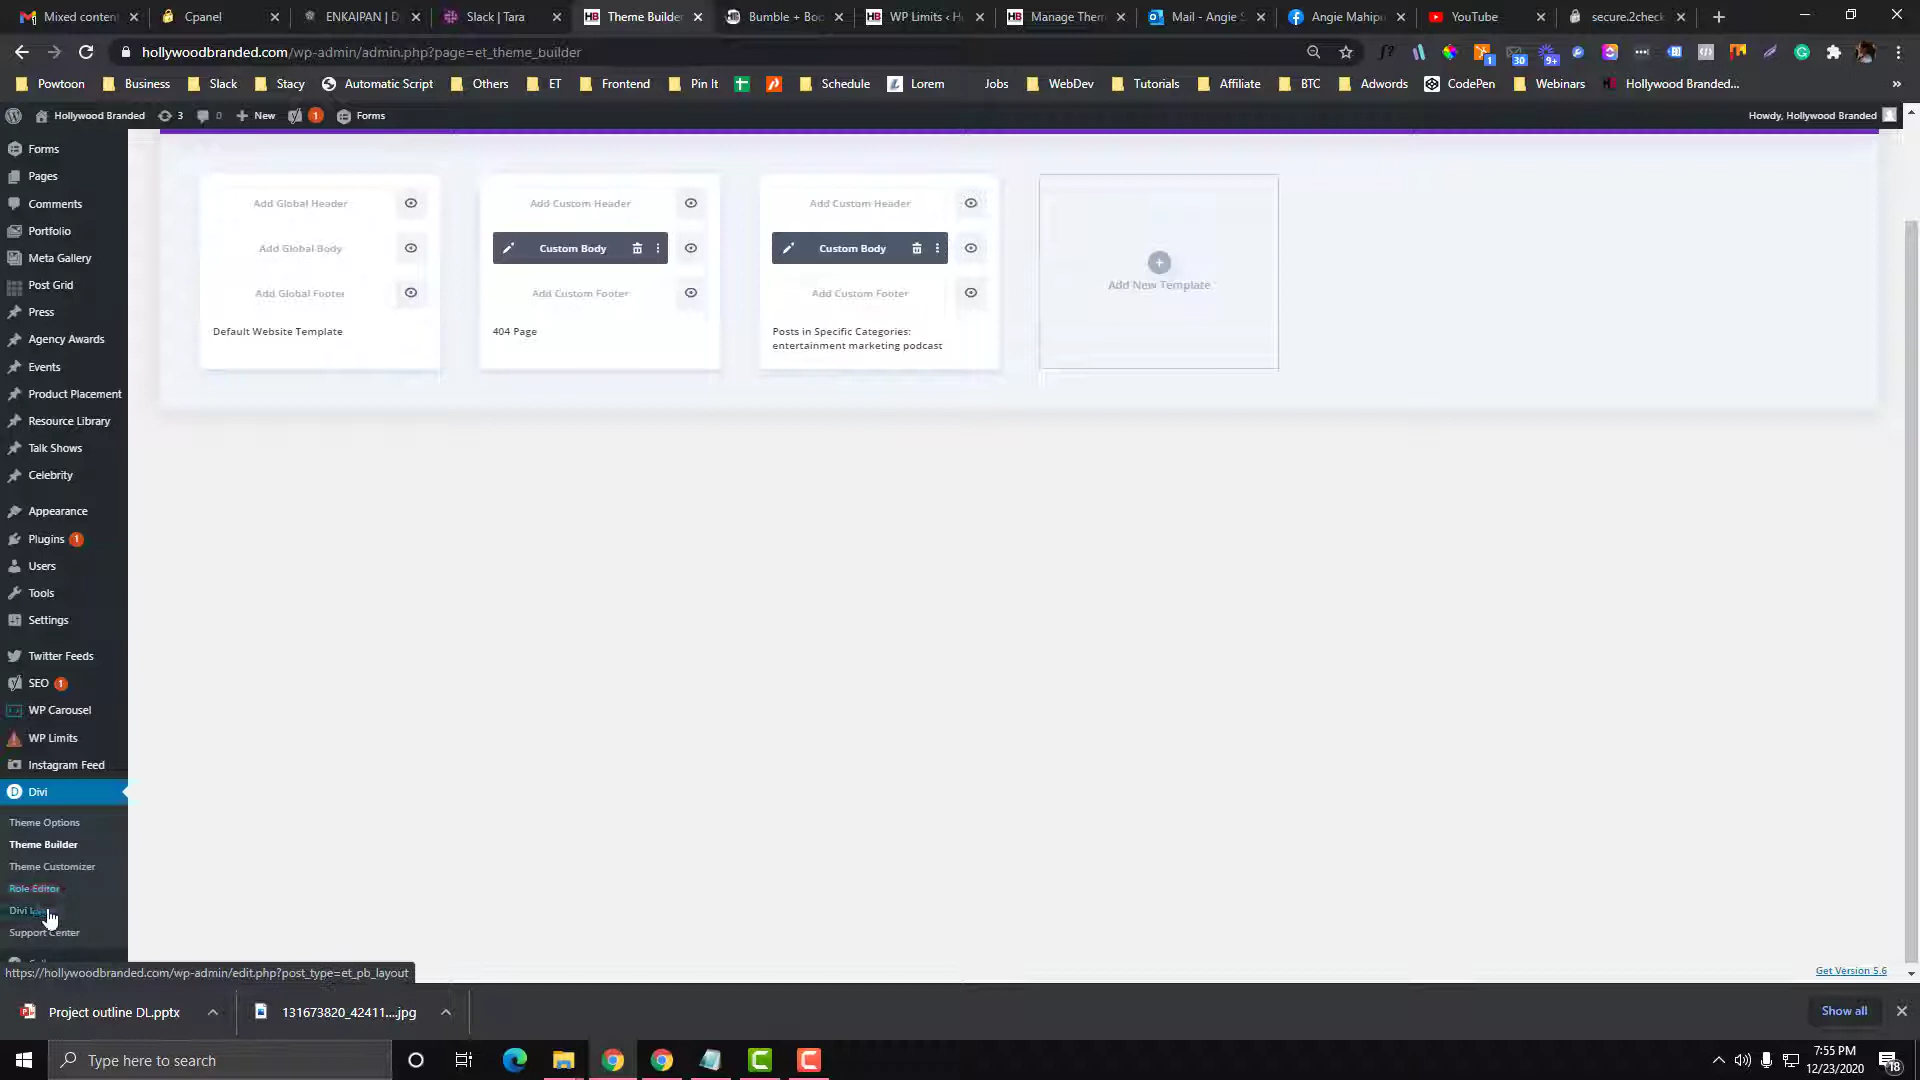 Mixed content
Cpanel
ENKAIPAN | D
Slack | Tara
Theme Builder
Bumble + Boo
WP Limits ‹ H
Manage Them
Mail - Angie S
Angie Mahipu
YouTube
secure.2check
hollywoodbranded.com/wp-admin/admin.php?page=et_theme_builder
1
30
9+
Powtoon
Business
Slack
Stacy
Automatic Script
Others
ET
Frontend
Pin It
Schedule
Lorem
Jobs
WebDev
Tutorials
Affiliate
BTC
Adwords
CodePen
Webinars
Hollywood Branded...
»
Hollywood Branded
3
0
New
1
Forms
Howdy, Hollywood Branded
Forms
Pages
Comments
Portfolio
Meta Gallery
Post Grid
Press
Agency Awards
Events
Product Placement
Resource Library
Talk Shows
Celebrity
Appearance
Plugins 1
Users
Tools
Settings
Twitter Feeds
SEO 1
WP Carousel
WP Limits
Instagram Feed
Divi
Theme Options
Theme Builder
Theme Customizer
Role Editor
Divi
Support Center
Add Global Header
Add Global Body
Add Global Footer
Default Website Template
Add Custom Header
Custom Body
Add Custom Footer
404 Page
Add Custom Header
Custom Body
Add Custom Footer
Posts in Specific Categories:
entertainment marketing podcast
Add New Template
Get Version 5.6
https://hollywoodbranded.com/wp-admin/edit.php?post_type=et_pb_layout
Project outline DL.pptx
131673820_42411....jpg
Show all
Type here to search
7:55 PM
12/23/2020
18